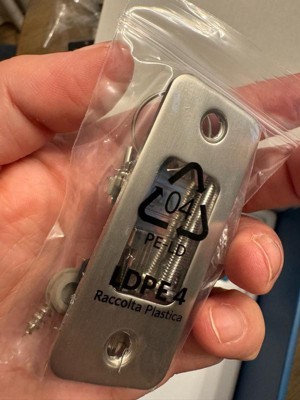 04
PE-LD
LDPE 4
Raccolta Plastica